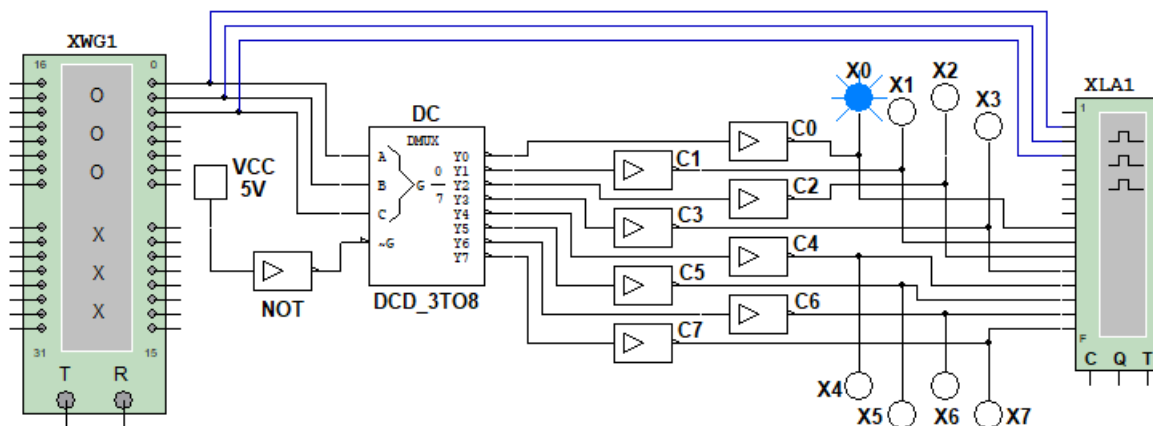 XWG1
16
0
O
O
O
X
X
X
31
15
T
R
VCC
5V
NOT
DC
DMUX
A
B
C
~G
G
0
7
Y0
Y1
Y2
Y3
Y4
Y5
Y6
Y7
DCD_3TO8
C0
C1
C2
C3
C4
C5
C6
C7
X0
X1
X2
X3
X4
X5
X6
X7
XLA1
1
F
C Q T